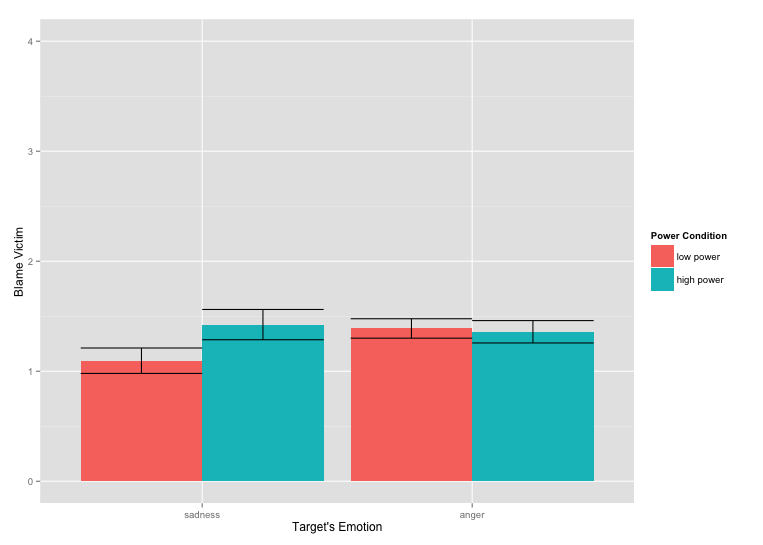 4
3
2
1
0
Blame Victim
sadness
anger
Target's Emotion
Power Condition
low power
high power